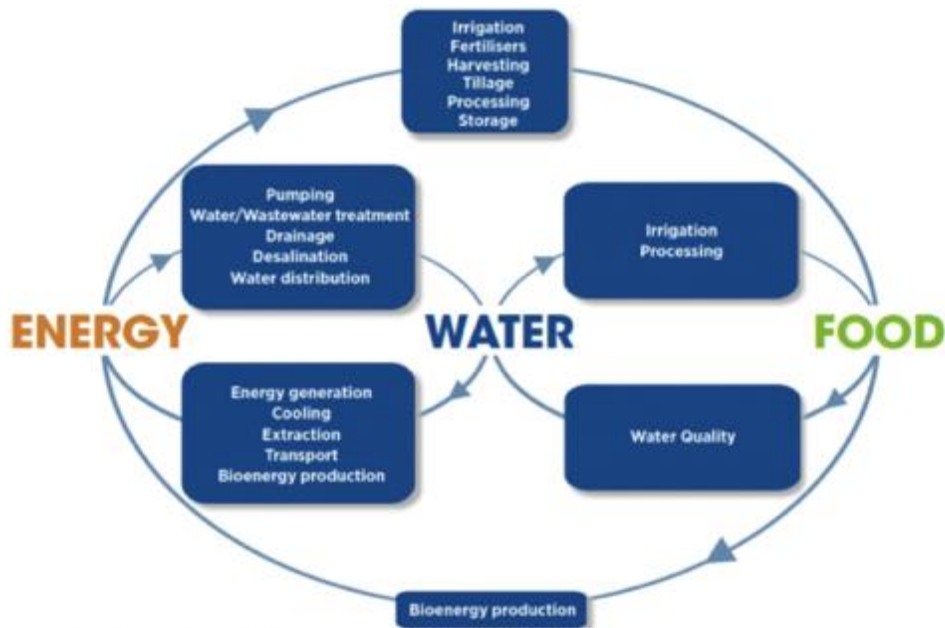 Irrigation
Fertilisers
Harvesting
Tillage
Processing
Storage
Pumping
Water/Wastewater treatment
Drainage
Desalination
Water distribution
Irrigation
Processing
ENERGY
WATER
FOOD
Energy generation
Cooling
Extraction
Transport
Bioenergy production
Water Quality
Bioenergy production